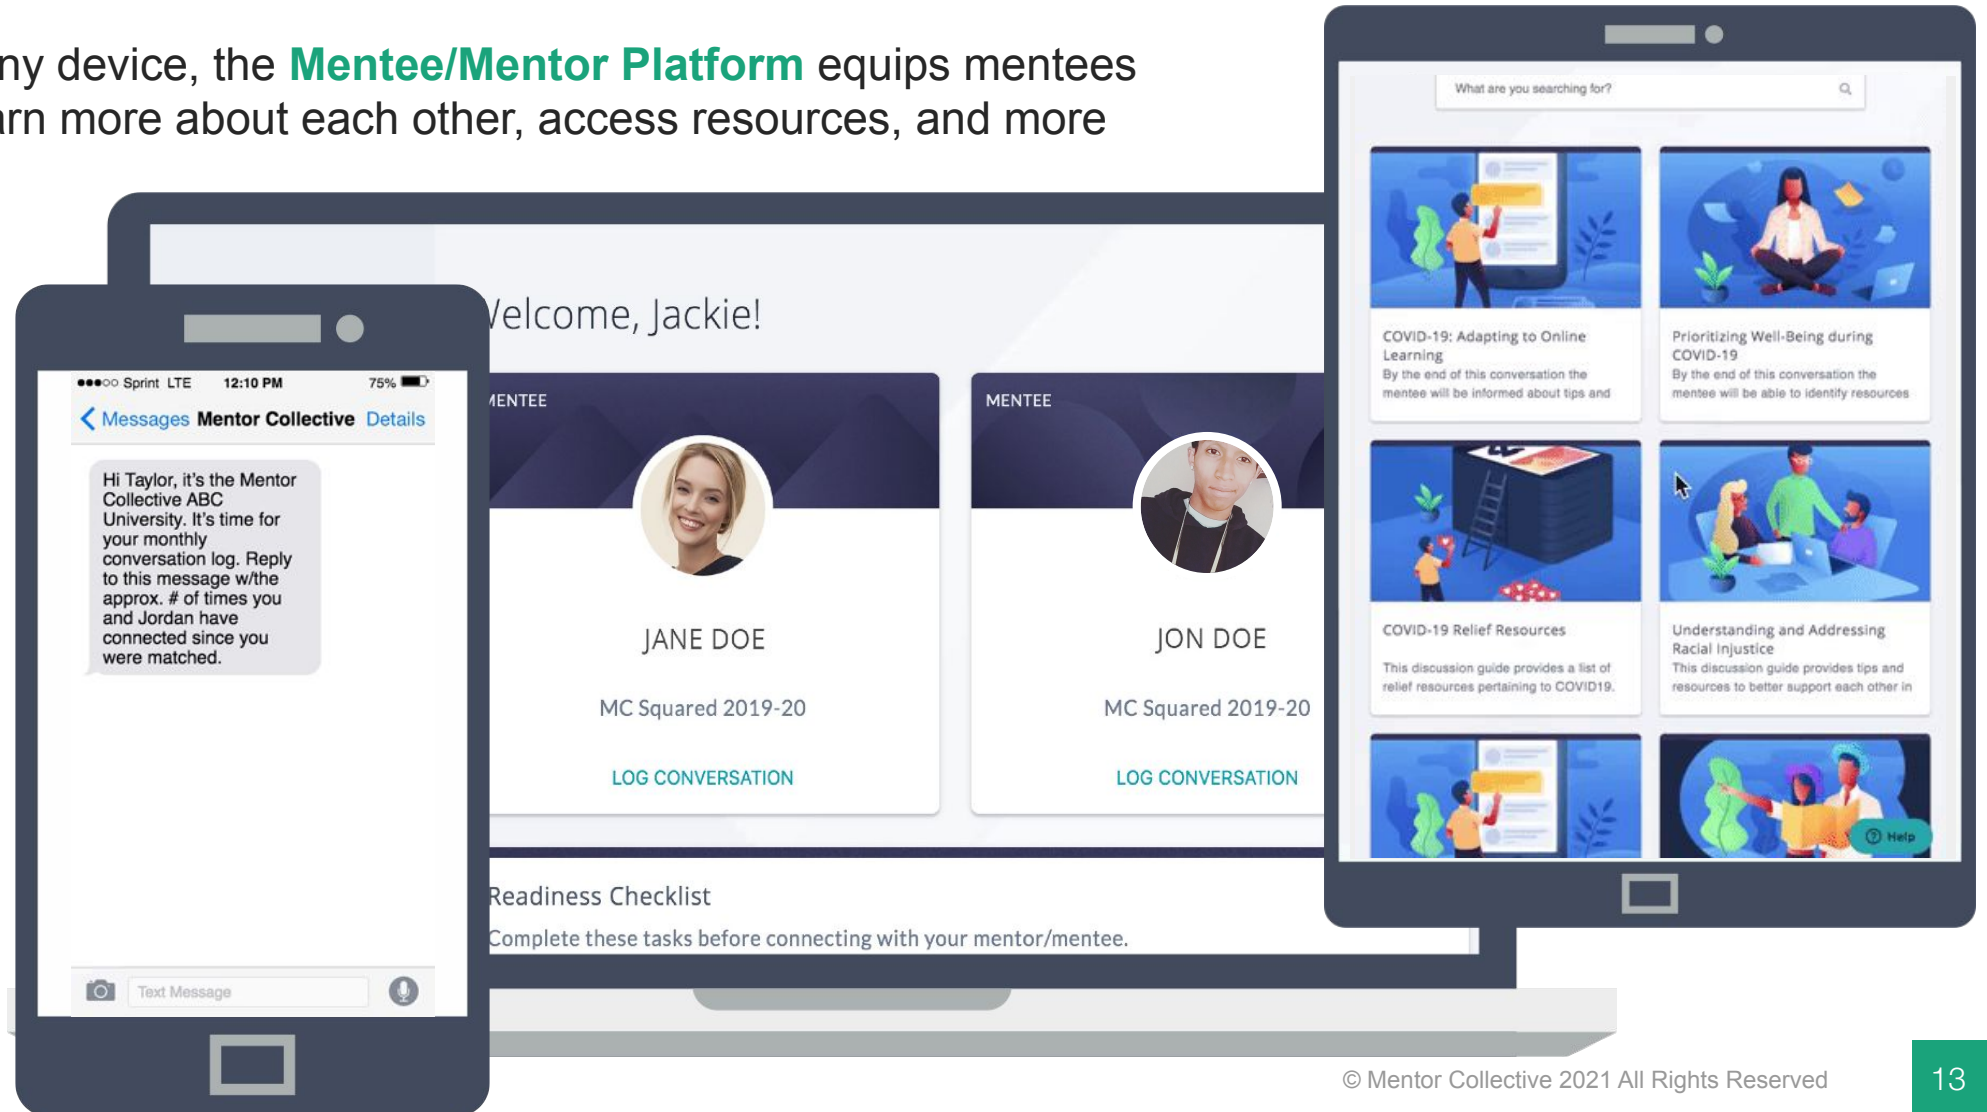 ny device, the Mentee/Mentor Platform equips mentees
arn more about each other, access resources, and more
Sprint LTE 12:10 PM 75%
Messages Mentor Collective Details
Hi Taylor, it's the Mentor
Collective ABC
University. It's time for
your monthly
conversation log. Reply
to this message w/the
approx. # of times you
and Jordan have
connected since you
were matched.
Text Message
Welcome, Jackie!
MENTEE
JANE DOE
MC Squared 2019-20
LOG CONVERSATION
MENTEE
JON DOE
MC Squared 2019-20
LOG CONVERSATION
Readiness Checklist
Complete these tasks before connecting with your mentor/mentee.
What are you searching for?
COVID-19: Adapting to Online
Learning
By the end of this conversation the
mentee will be informed about tips and
Prioritizing Well-Being during
COVID-19
By the end of this conversation the
mentee will be able to identify resources
COVID-19 Relief Resources
This discussion guide provides a list of
relief resources pertaining to COVID19.
Understanding and Addressing
Racial Injustice
This discussion guide provides tips and
resources to better support each other in
Help
© Mentor Collective 2021 All Rights Reserved
13